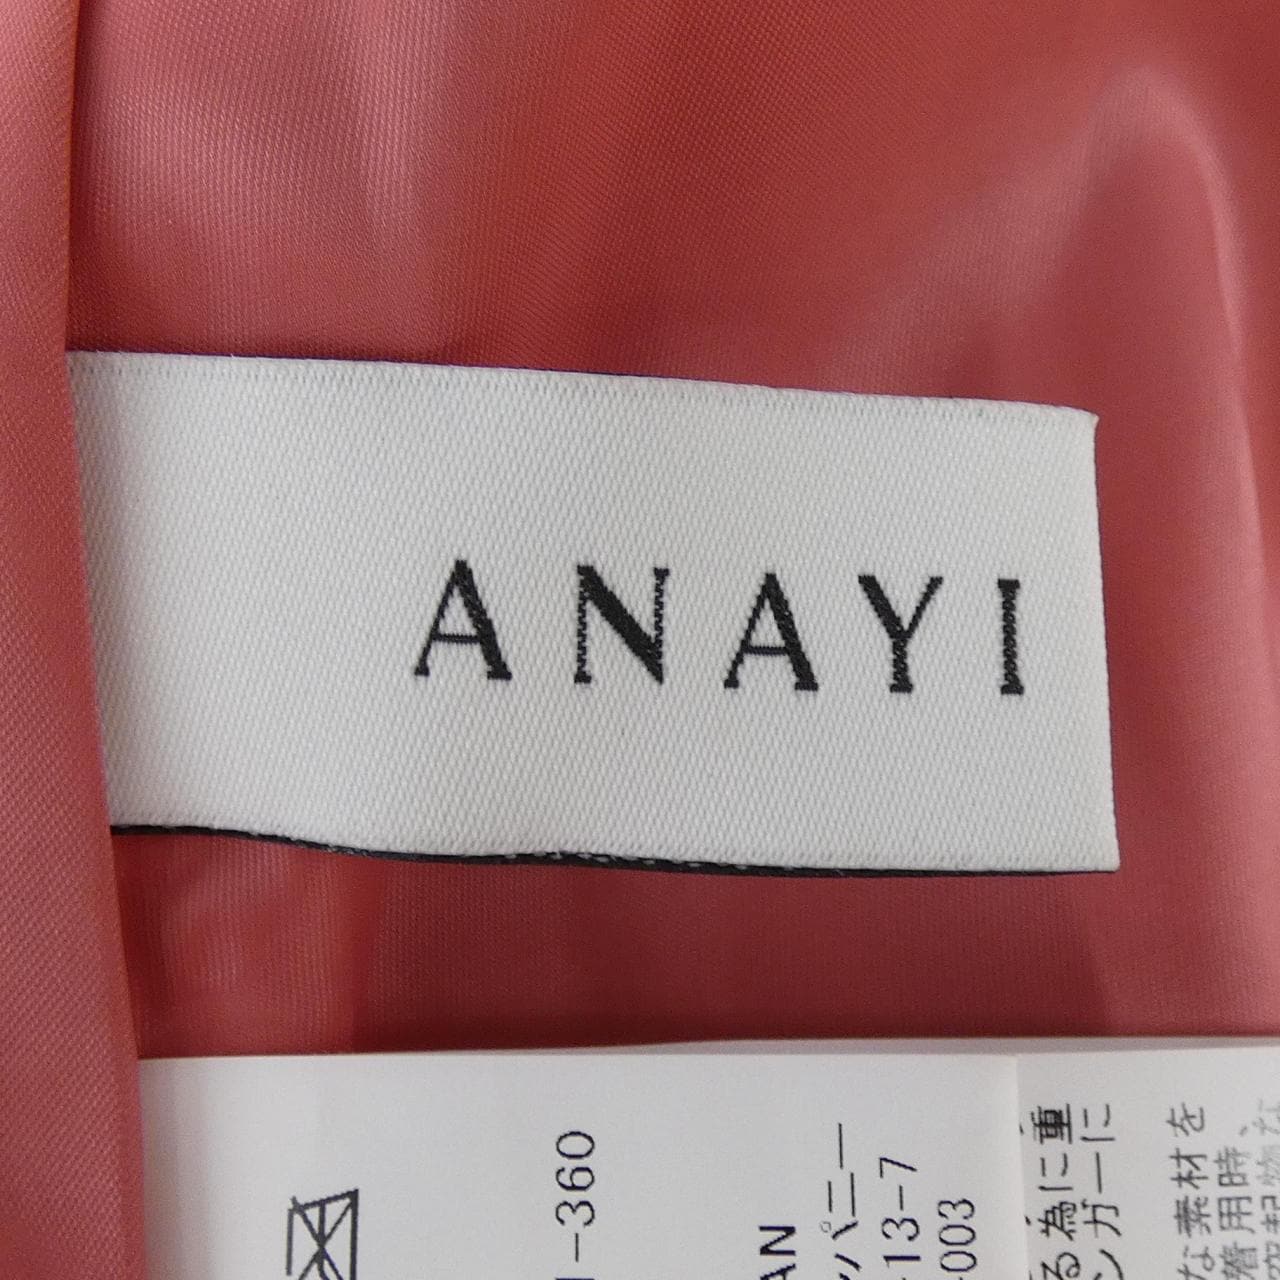 ANAYI
-360
AN
パニー
-13-7
-003
る為に重
ンガーに
な素材を
着用時、